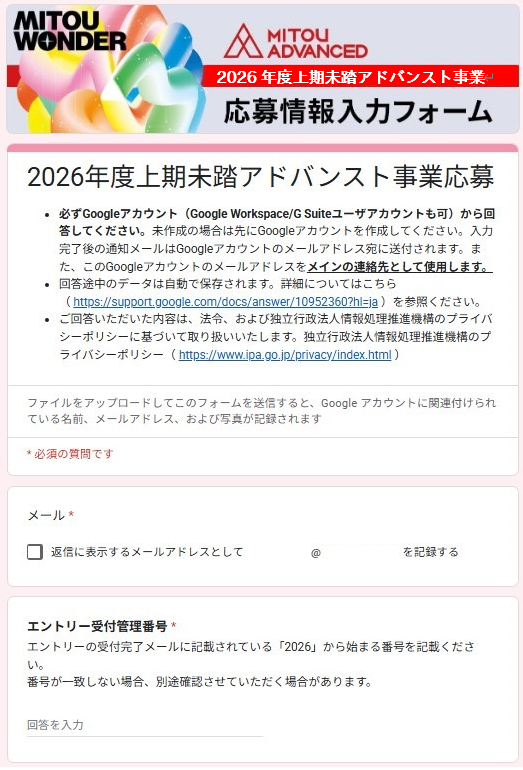 MITOU
WONDER
MITOU
ADVANCED
2026 年度上期未踏アドバンスト事業↵
応募情報入力フォーム
2026年度上期未踏アドバンスト事業応募
• 必ずGoogleアカウント（Google Workspace/G Suiteユーザアカウントも可）から回
答してください。未作成の場合は先にGoogleアカウントを作成してください。入力
完了後の通知メールはGoogleアカウントのメールアドレス宛に送付されます。ま
た、このGoogleアカウントのメールアドレスをメインの連絡先として使用します。
• 回答途中のデータは自動で保存されます。詳細についてはこちら
（ https://support.google.com/docs/answer/10952360?hl=ja ）を参照ください。
• ご回答いただいた内容は、法令、および独立行政法人情報処理推進機構のプライバ
シーポリシーに基づいて取り扱いいたします。独立行政法人情報処理推進機構のプ
ライバシーポリシー（ https://www.ipa.go.jp/privacy/index.html ）
ファイルをアップロードしてこのフォームを送信すると、Google アカウントに関連付けられ
ている名前、メールアドレス、および写真が記録されます
* 必須の質問です
メール *
返信に表示するメールアドレスとして @ を記録する
エントリー受付管理番号 *
エントリーの受付完了メールに記載されている「2026」から始まる番号を記載くださ
い。
番号が一致しない場合、別途確認させていただく場合があります。
回答を入力